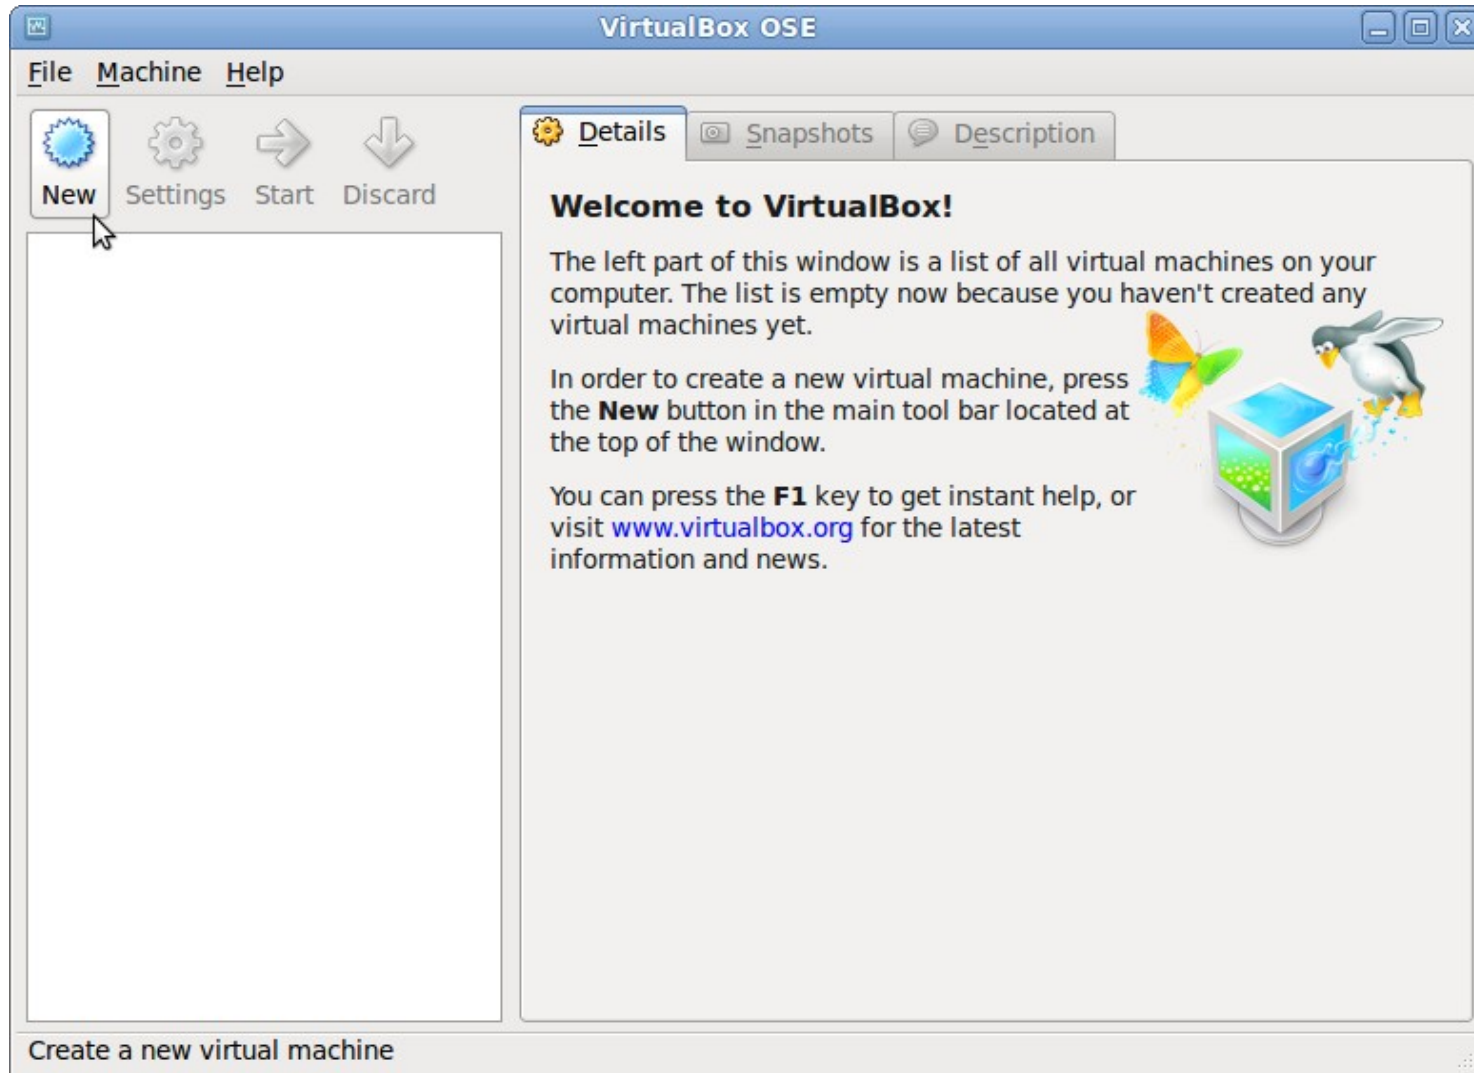 VirtualBox OSE
File Machine Help
New Settings Start Discard
Details Snapshots Description
Welcome to VirtualBox!
The left part of this window is a list of all virtual machines on your
computer. The list is empty now because you haven't created any
virtual machines yet.
In order to create a new virtual machine, press
the New button in the main tool bar located at
the top of the window.
You can press the F1 key to get instant help, or
visit www.virtualbox.org for the latest
information and news.
Create a new virtual machine